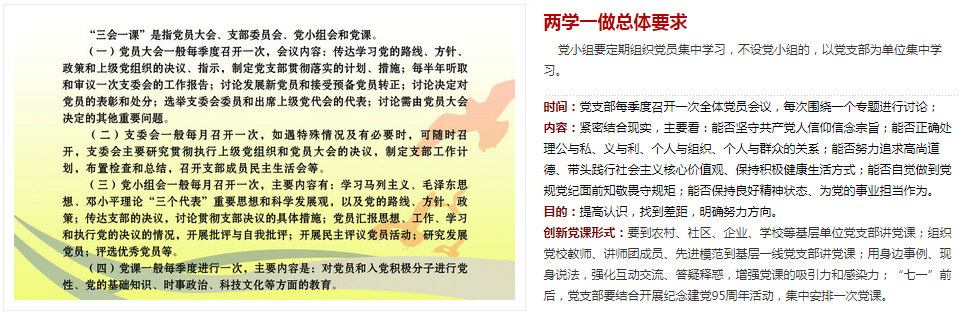 “三会一课”是指党员大会、支部委员会、党小组会和党课。
（一）党员大会一般每季度召开一次，会议内容：传达学习党的路线、方针、
政策和上级党组织的决议、指示，制定党支部贯彻落实的计划、措施；每半年听取
和审议一次支委会的工作报告；讨论发展新党员和接受预备党员转正；讨论决定对
党员的表彰和处分；选举支委会委员和出席上级党代会的代表；讨论需由党员大会
决定的其他重要问题。
（二）支委会一般每月召开一次，如遇特殊情况及有必要时，可随时召
开，支委会主要研究贯彻执行上级党组织和党员大会的决议，制定支部工作计
划，布置检查和总结，召开支部成员民主生活会等。
（三）党小组会一般每月召开一次，主要内容有：学习马列主义、毛泽东思
想、邓小平理论“三个代表”重要思想和科学发展观，以及党的路线、方针、政
策；传达支部的决议，讨论贯彻支部决议的具体措施；党员汇报思想、工作、学习
和执行党的决议的情况，开展批评与自我批评；开展民主评议党员活动；研究发展
党员；评选优秀党员等。
（四）党课一般每季度进行一次，主要内容是：对党员和入党积极分子进行党
性、党的基础知识、时事政治、科技文化等方面的教育。
两学一做总体要求
党小组要定期组织党员集中学习，不设党小组的，以党支部为单位集中学
习。
时间：党支部每季度召开一次全体党员会议，每次围绕一个专题进行讨论；
内容：紧密结合现实，主要看：能否坚守共产党人信仰信念宗旨；能否正确处
理公与私、义与利、个人与组织、个人与群众的关系；能否努力追求高尚道
德、带头践行社会主义核心价值观、保持积极健康生活方式；能否自觉做到党
规党纪面前知敬畏守规矩；能否保持良好精神状态、为党的事业担当作为。
目的：提高认识，找到差距，明确努力方向。
创新党课形式：要到农村、社区、企业、学校等基层单位党支部讲党课；组织
党校教师、讲师团成员、先进模范到基层一线党支部讲党课；用身边事例、现
身说法，强化互动交流、答疑释惑，增强党课的吸引力和感染力；“七一”前
后，党支部要结合开展纪念建党95周年活动，集中安排一次党课。